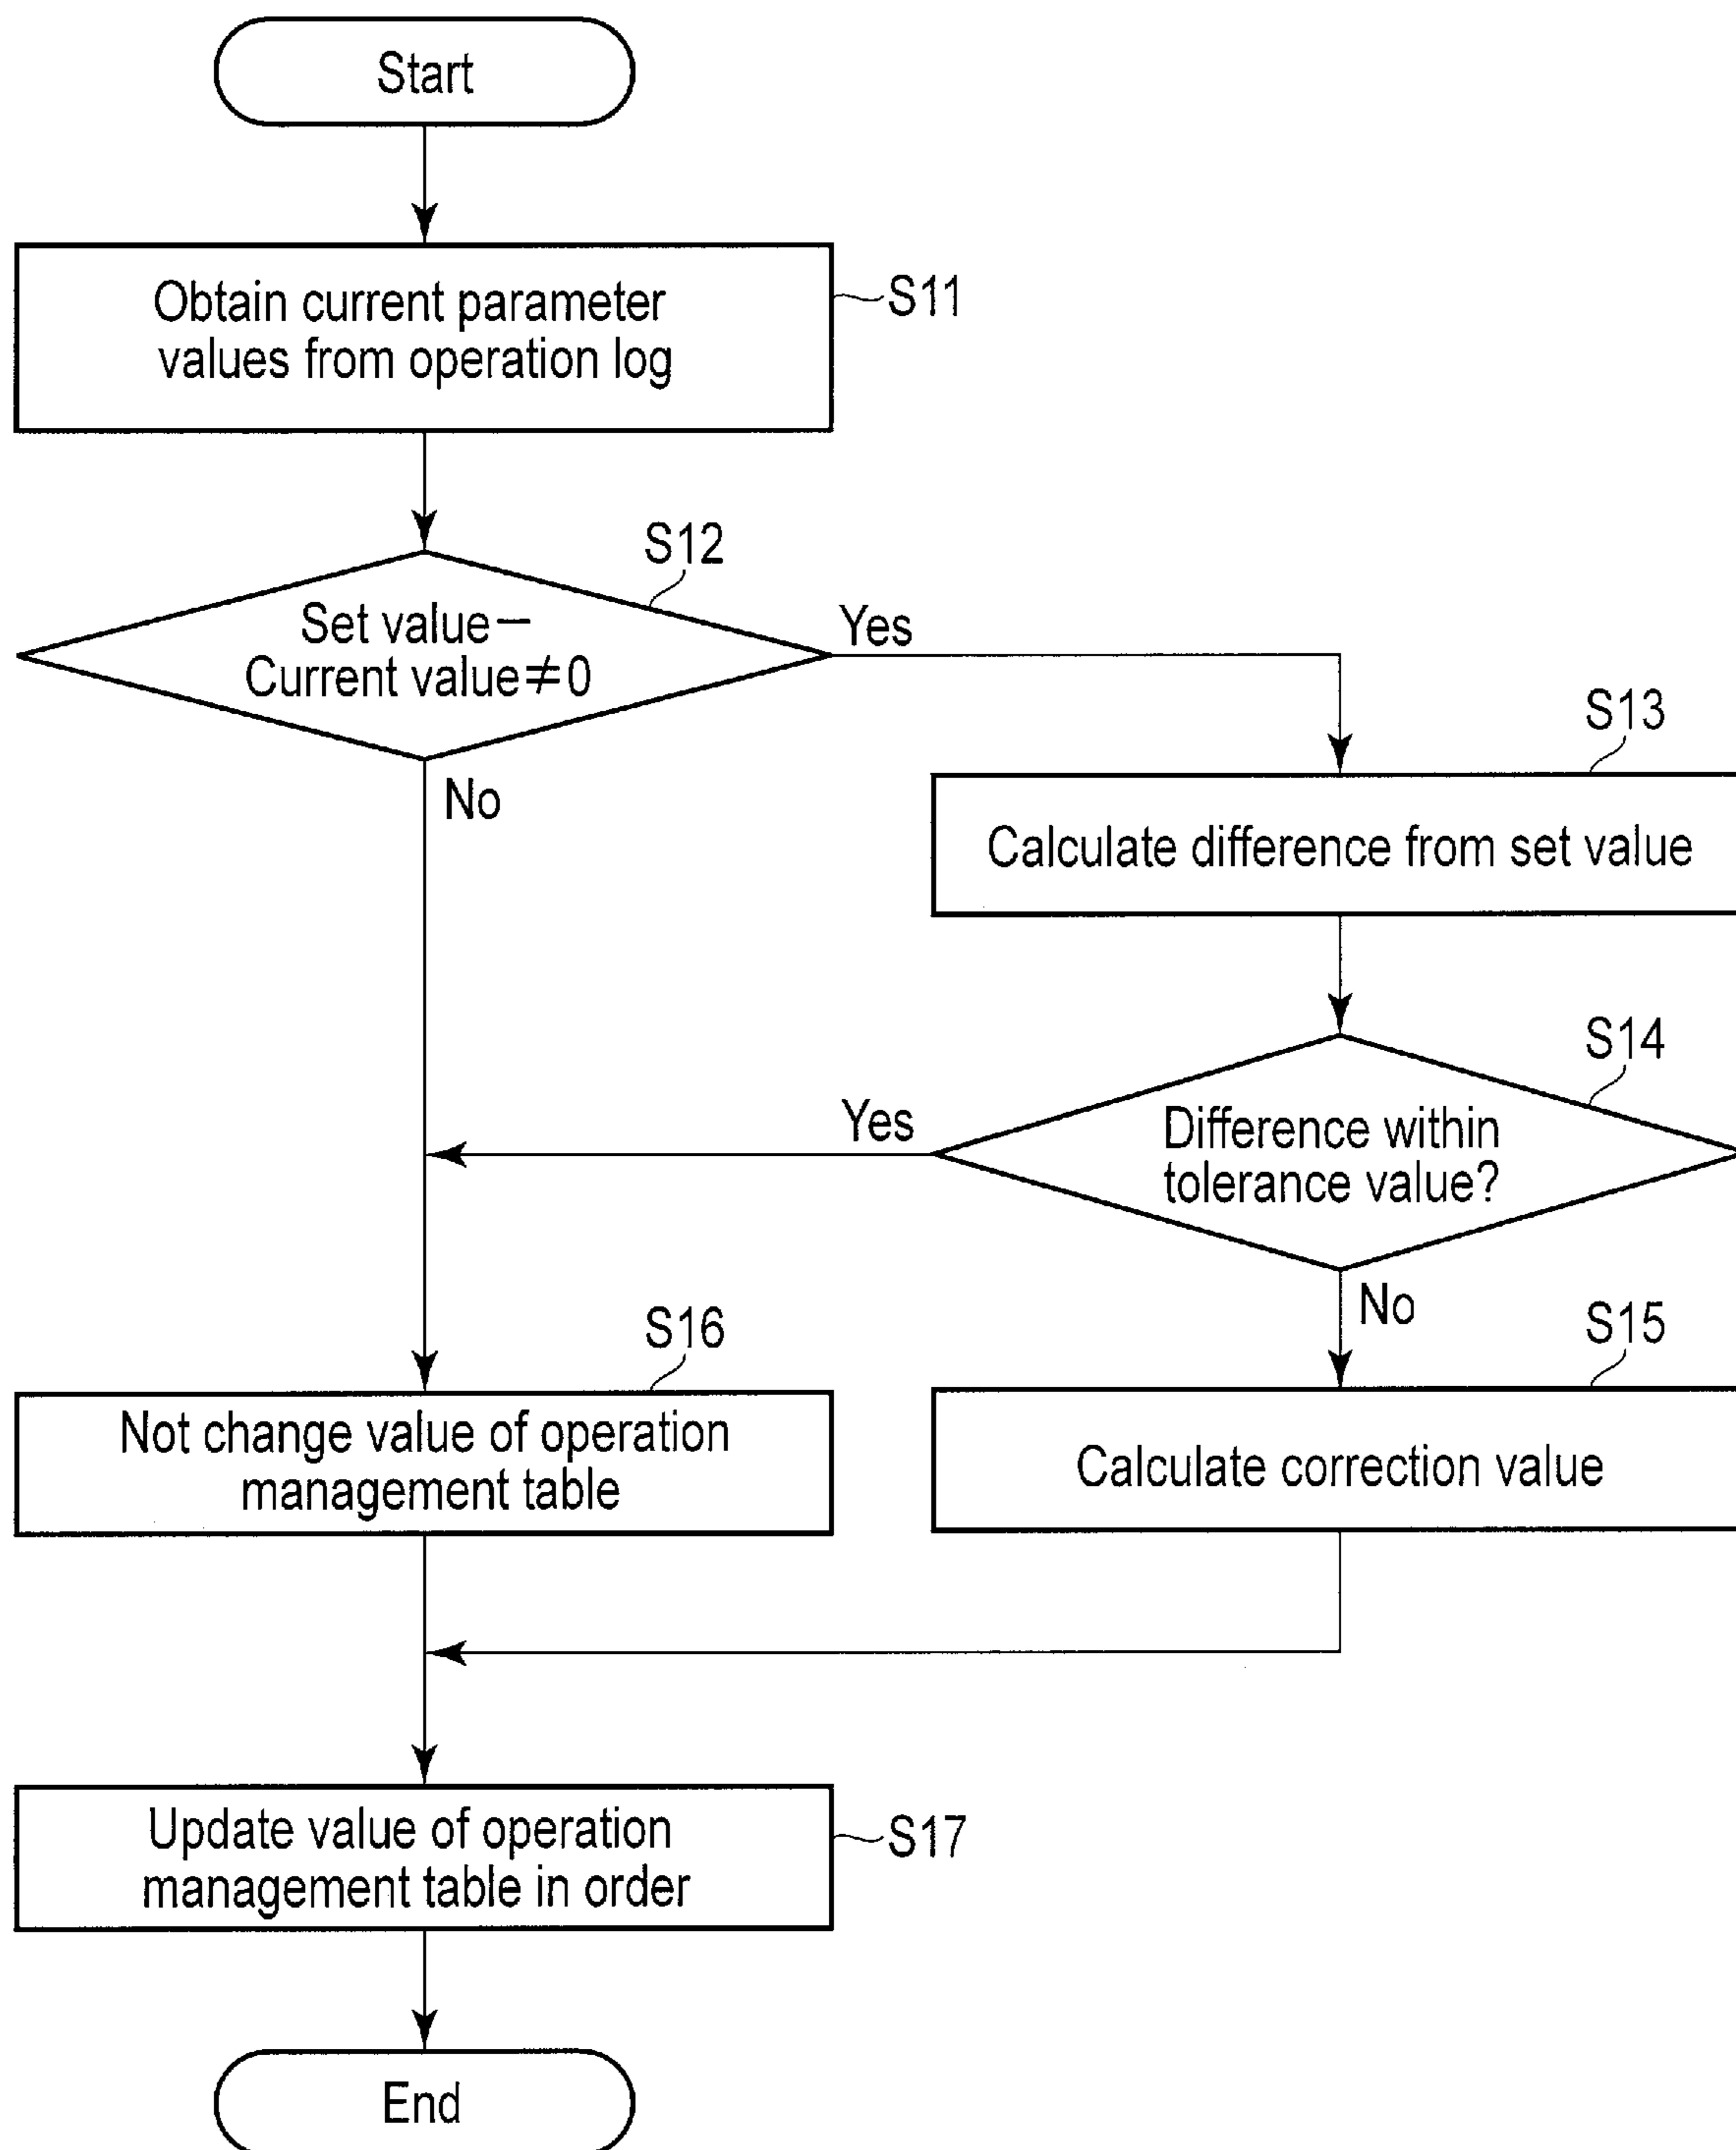 Start
Obtain current parameter
values from operation log
S11
S12
Set value−
Current value≠0
Yes
No
S13
Calculate difference from set value
S14
Difference within
tolerance value?
Yes
No
S15
Calculate correction value
S16
Not change value of operation
management table
Update value of operation
management table in order
S17
End